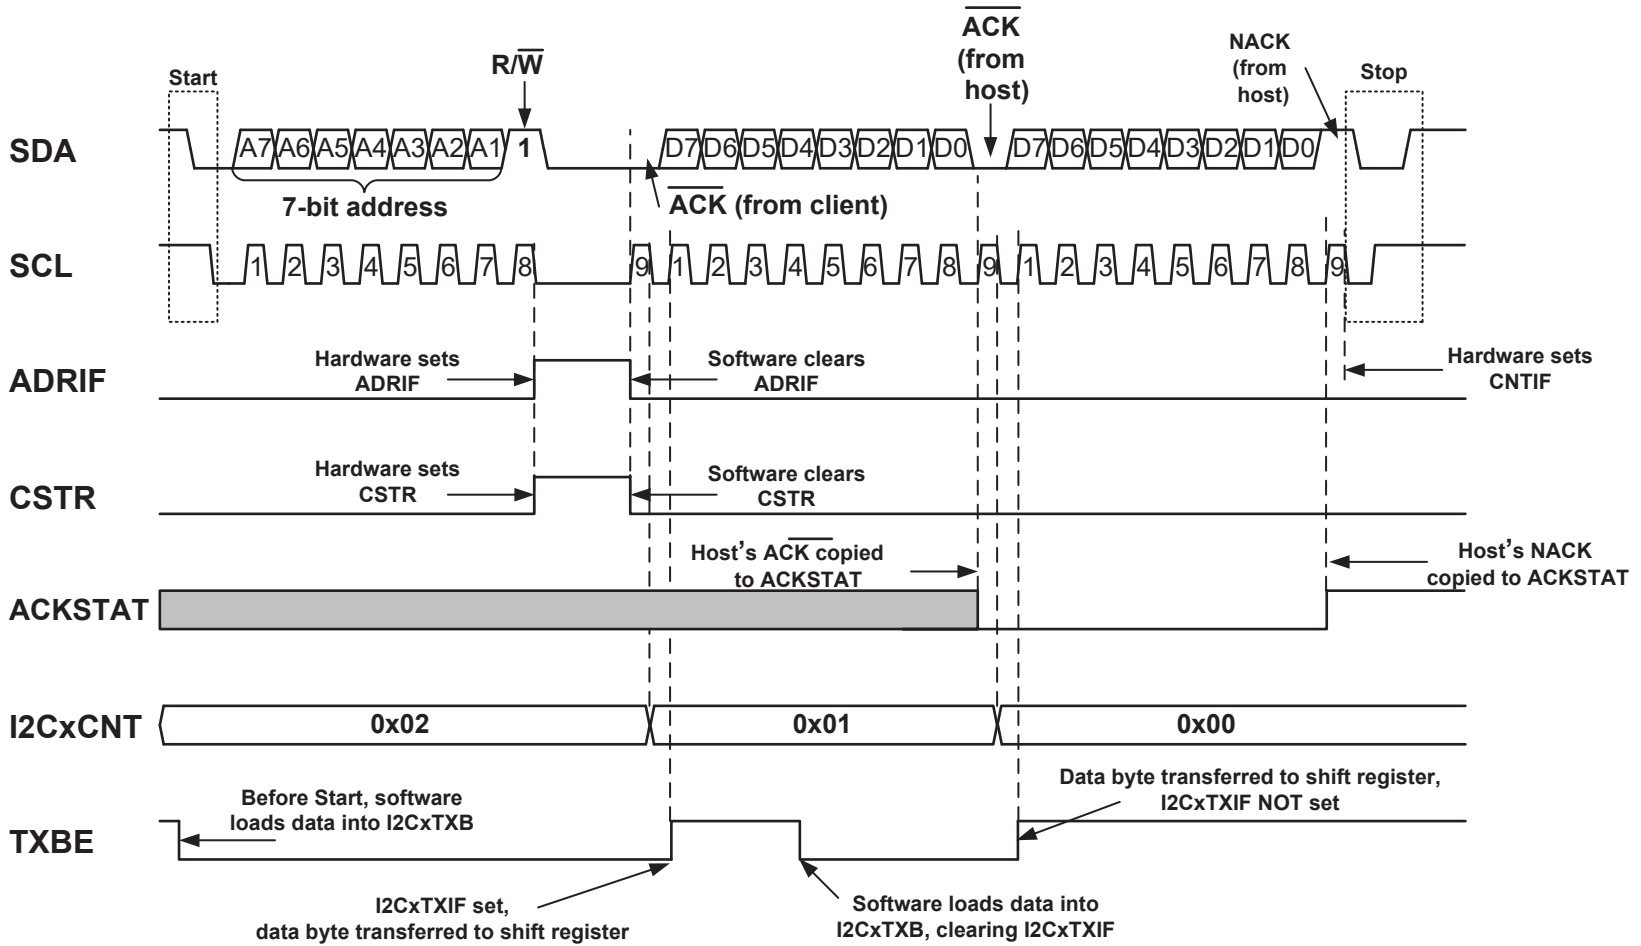 ACK
(from
host)
NACK
(from
host)
R/W
Start
Stop
SDA
A7 A6 A5 A4 A3 A2 A1 1 D7 D6 D5 D4 D3 D2 D1 D0 D7 D6 D5 D4 D3 D2 D1 D0
7-bit address
ACK (from client)
SCL
1 2 3 4 5 6 7 8 9 1 2 3 4 5 6 7 8 9 1 2 3 4 5 6 7 8 9
ADRIF
Hardware sets
ADRIF
Software clears
ADRIF
Hardware sets
CNTIF
CSTR
Hardware sets
CSTR
Software clears
CSTR
Host's ACK copied
to ACKSTAT
Host's NACK
copied to ACKSTAT
ACKSTAT
I2CxCNT
0x02 0x01 0x00
TXBE
Before Start, software
loads data into I2CxTXB
Data byte transferred to shift register,
I2CxTXIF NOT set
I2CxTXIF set,
data byte transferred to shift register
Software loads data into
I2CxTXB, clearing I2CxTXIF